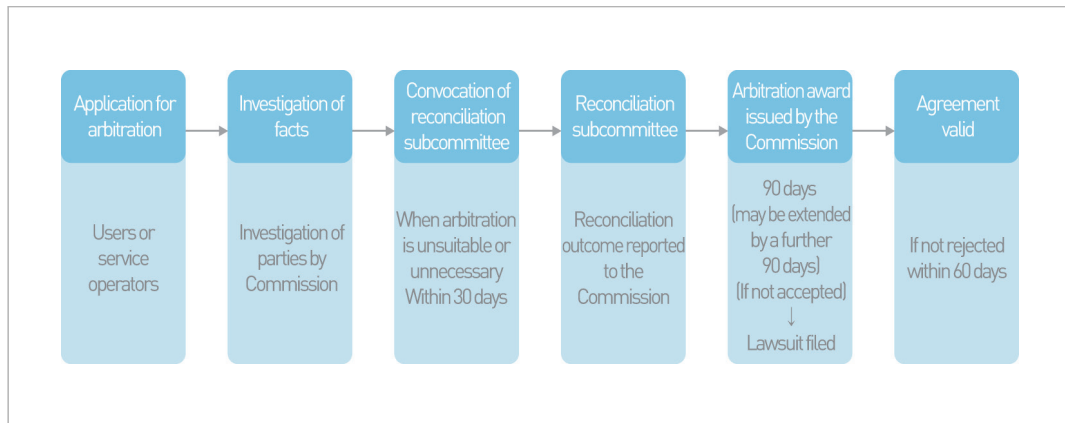 Application for
arbitration
Users or
service
operators
Investigation of
facts
Investigation of
parties by
Commission
Convocation of
reconciliation
subcommittee
When arbitration
is unsuitable or
unnecessary
Within 30 days
Reconciliation
subcommittee
Reconciliation
outcome reported
to the
Commission
Arbitration award
issued by the
Commission
90 days
(may be extended
by a further
90 days)
(If not accepted)
↓
Lawsuit filed
Agreement
valid
If not rejected
within 60 days